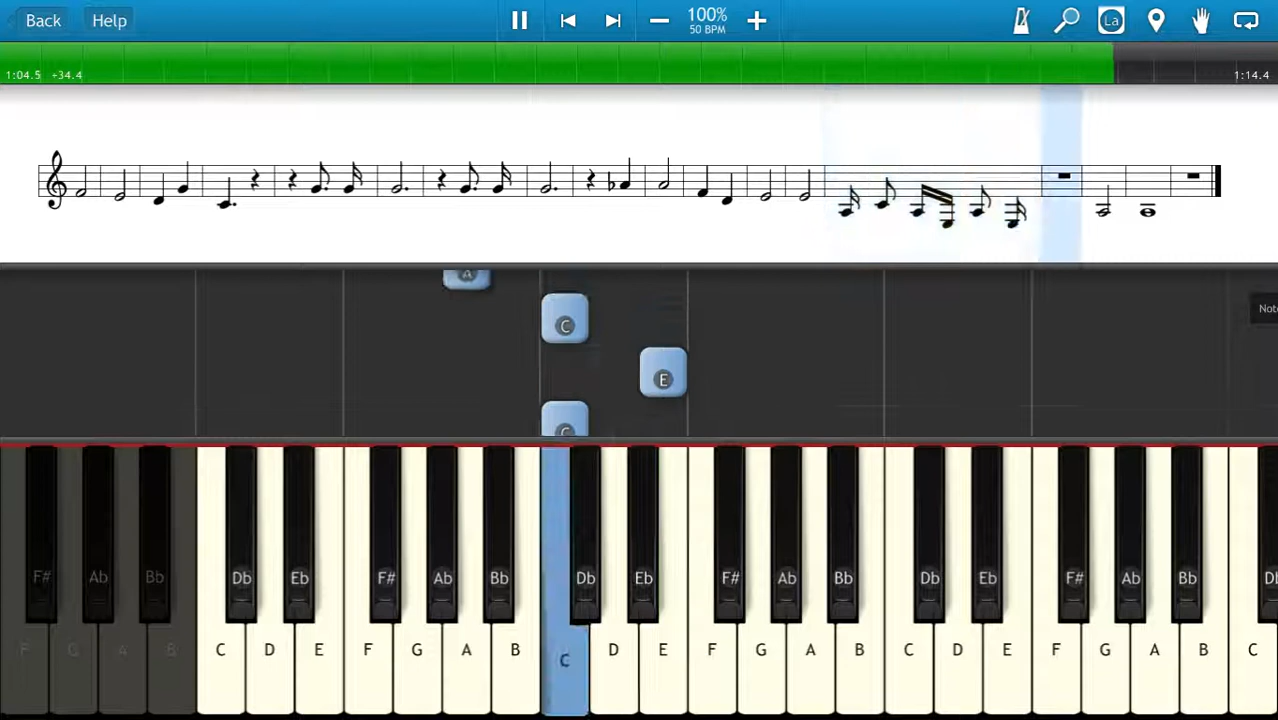 Back Help 100% La
50 BPM
1:04.5 +34.4 1:14.4
A
C
Note
E
C
F# Ab Bb Db Eb F# Ab Bb Db Eb F# Ab Bb Db Eb F# Ab Bb
F G A B C D E F G A B C D E F G A B C D E F G A B C